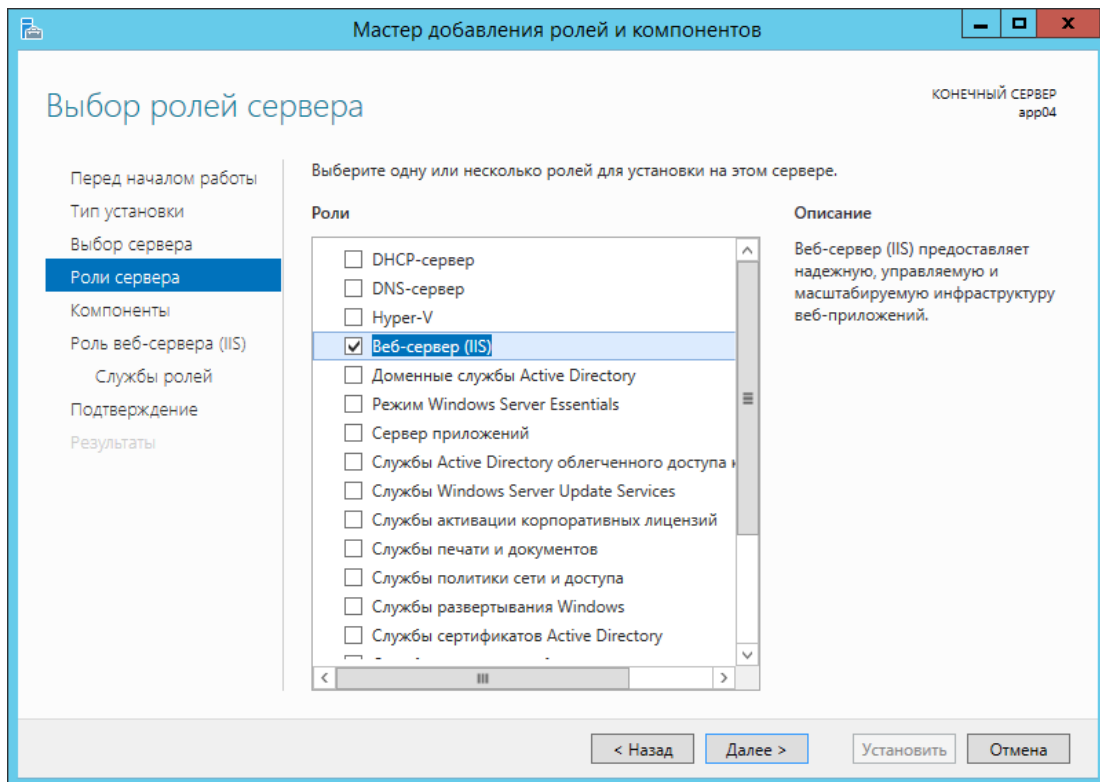 Мастер добавления ролей и компонентов
Выбор ролей сервера
КОНЕЧНЫЙ СЕРВЕР
app04
Перед началом работы
Тип установки
Выбор сервера
Роли сервера
Компоненты
Роль веб-сервера (IIS)
Службы ролей
Подтверждение
Результаты
Выберите одну или несколько ролей для установки на этом сервере.
Роли
DHCP-сервер
DNS-сервер
Hyper-V
Веб-сервер (IIS)
Доменные службы Active Directory
Режим Windows Server Essentials
Сервер приложений
Службы Active Directory облегченного доступа к
Службы Windows Server Update Services
Службы активации корпоративных лицензий
Службы печати и документов
Службы политики сети и доступа
Службы развертывания Windows
Службы сертификатов Active Directory
Описание
Веб-сервер (IIS) предоставляет
надежную, управляемую и
масштабируемую инфраструктуру
веб-приложений.
< Назад
Далее >
Установить
Отмена